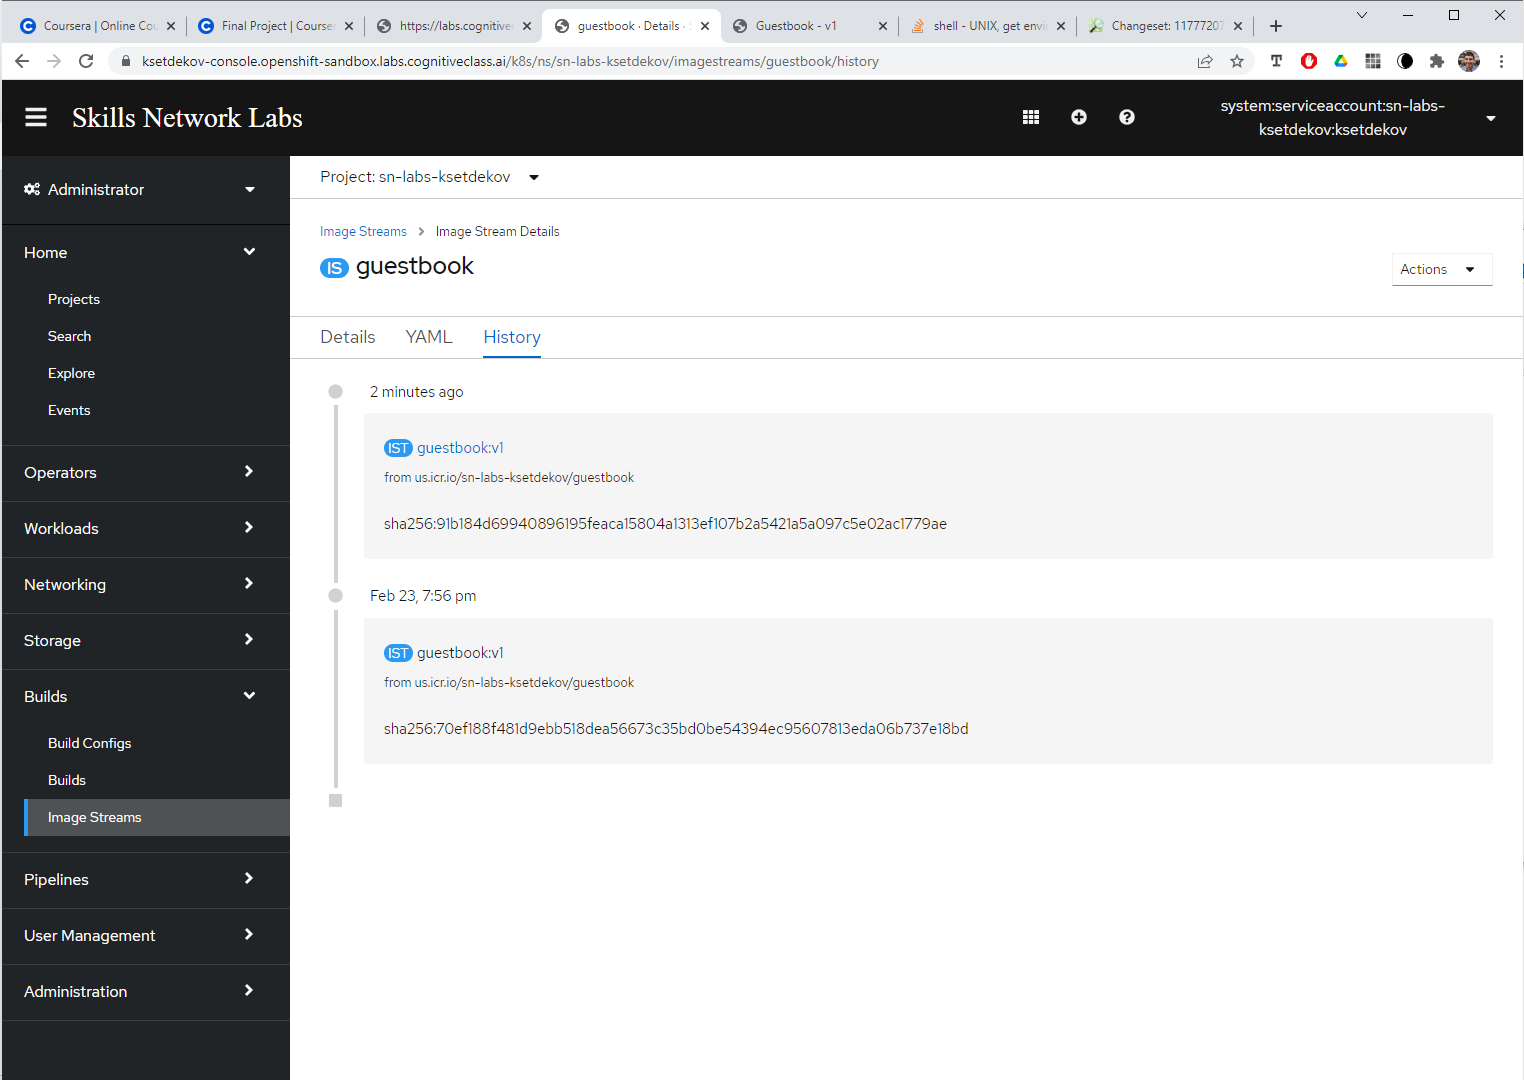 Coursera | Online Cou
Final Project | Courser
https://labs.cognitivec
guestbook · Details ·
Guestbook - v1
shell - UNIX, get envi
Changeset: 11777207
ksetdekov-console.openshift-sandbox.labs.cognitiveclass.ai/k8s/ns/sn-labs-ksetdekov/imagestreams/guestbook/history
Skills Network Labs
system:serviceaccount:sn-labs-
ksetdekov:ksetdekov
Administrator
Home
Projects
Search
Explore
Events
Operators
Workloads
Networking
Storage
Builds
Build Configs
Builds
Image Streams
Pipelines
User Management
Administration
Project: sn-labs-ksetdekov
Image Streams > Image Stream Details
IS guestbook
Actions
Details YAML History
2 minutes ago
IST guestbook:v1
from us.icr.io/sn-labs-ksetdekov/guestbook
sha256:91b184d69940896195feaca15804a1313ef107b2a5421a5a097c5e02ac1779ae
Feb 23, 7:56 pm
IST guestbook:v1
from us.icr.io/sn-labs-ksetdekov/guestbook
sha256:70ef188f481d9ebb518dea56673c35bd0be54394ec95607813eda06b737e18bd